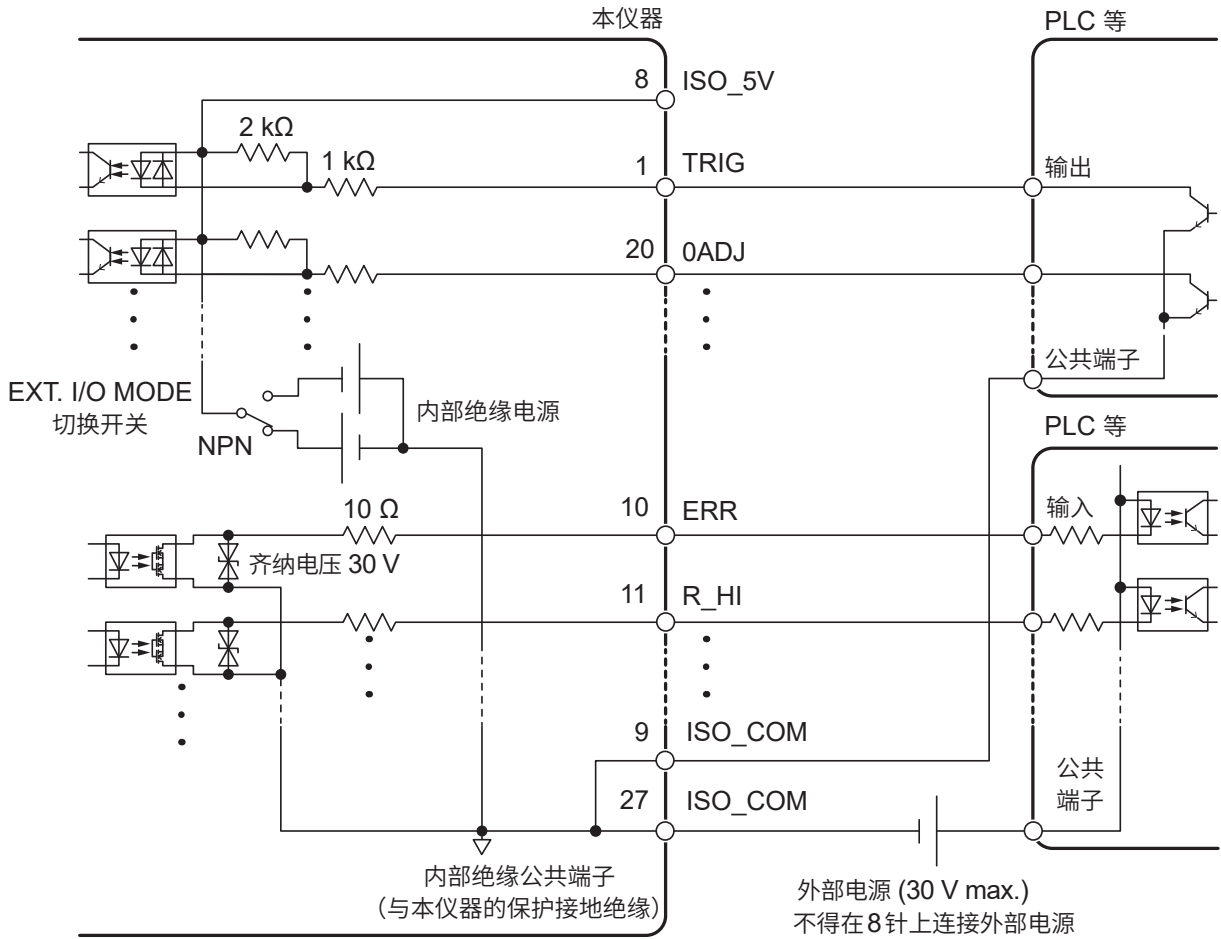 本仪器
PLC 等
8 ISO_5V
2 kΩ
1 kΩ
1 TRIG
输出
20 0ADJ
公共端子
EXT. I/O MODE
切换开关
NPN
内部绝缘电源
PLC 等
10 Ω
10 ERR
输入
齐纳电压 30 V
11 R_HI
9 ISO_COM
公共
端子
27 ISO_COM
内部绝缘公共端子
（与本仪器的保护接地绝缘）
外部电源 (30 V max.)
不得在8针上连接外部电源